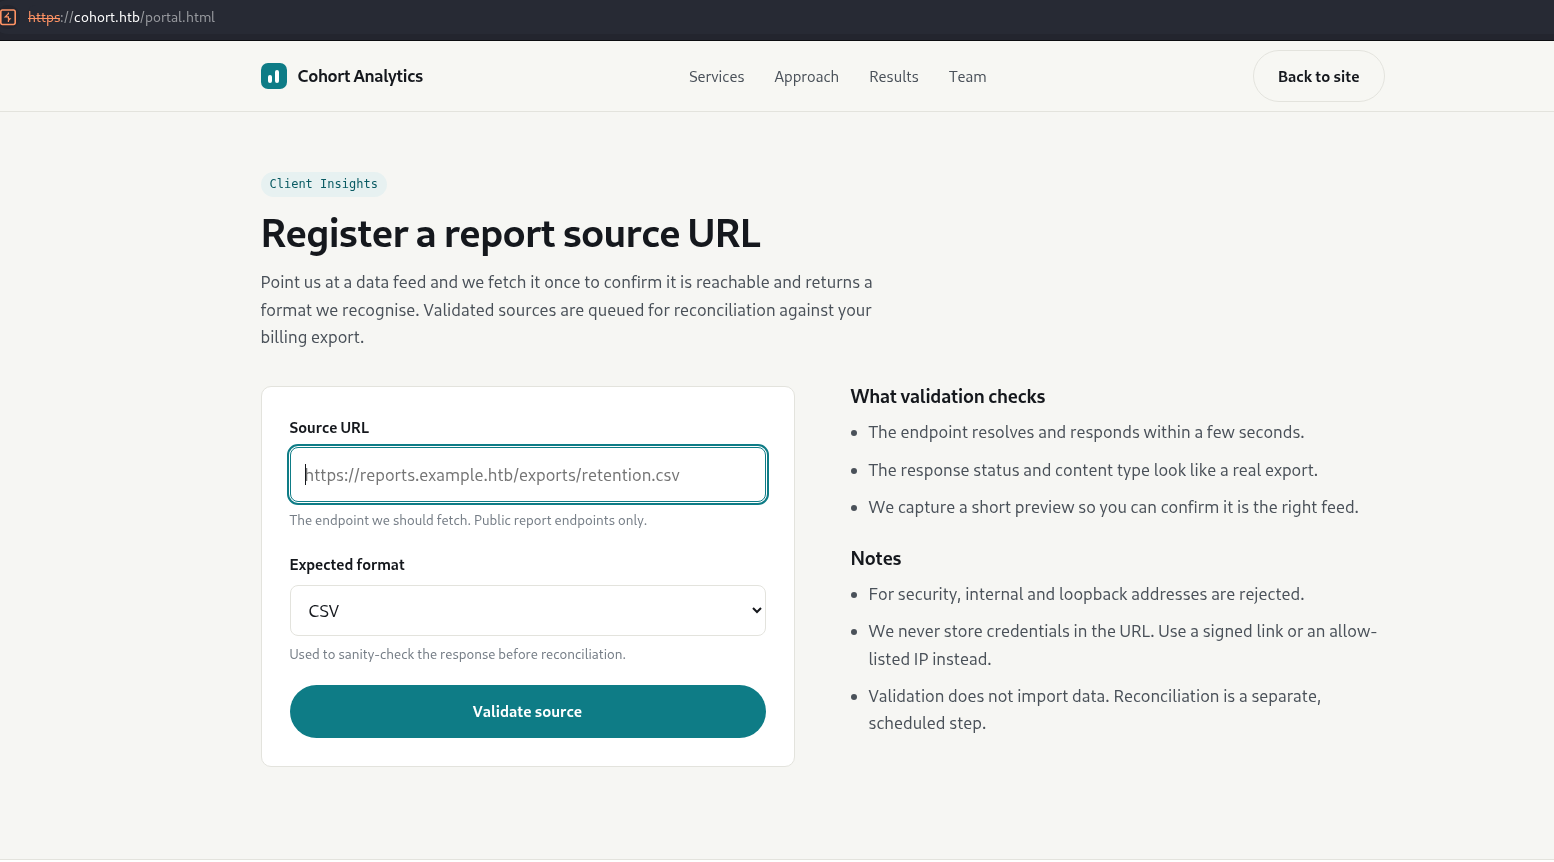 https://cohort.htb/portal.html
Cohort Analytics
Services
Approach
Results
Team
Back to site
Client Insights
Register a report source URL
Point us at a data feed and we fetch it once to confirm it is reachable and returns a
format we recognise. Validated sources are queued for reconciliation against your
billing export.
Source URL
https://reports.example.htb/exports/retention.csv
The endpoint we should fetch. Public report endpoints only.
Expected format
CSV
Used to sanity-check the response before reconciliation.
Validate source
What validation checks
The endpoint resolves and responds within a few seconds.
The response status and content type look like a real export.
We capture a short preview so you can confirm it is the right feed.
Notes
For security, internal and loopback addresses are rejected.
We never store credentials in the URL. Use a signed link or an allow-
listed IP instead.
Validation does not import data. Reconciliation is a separate,
scheduled step.